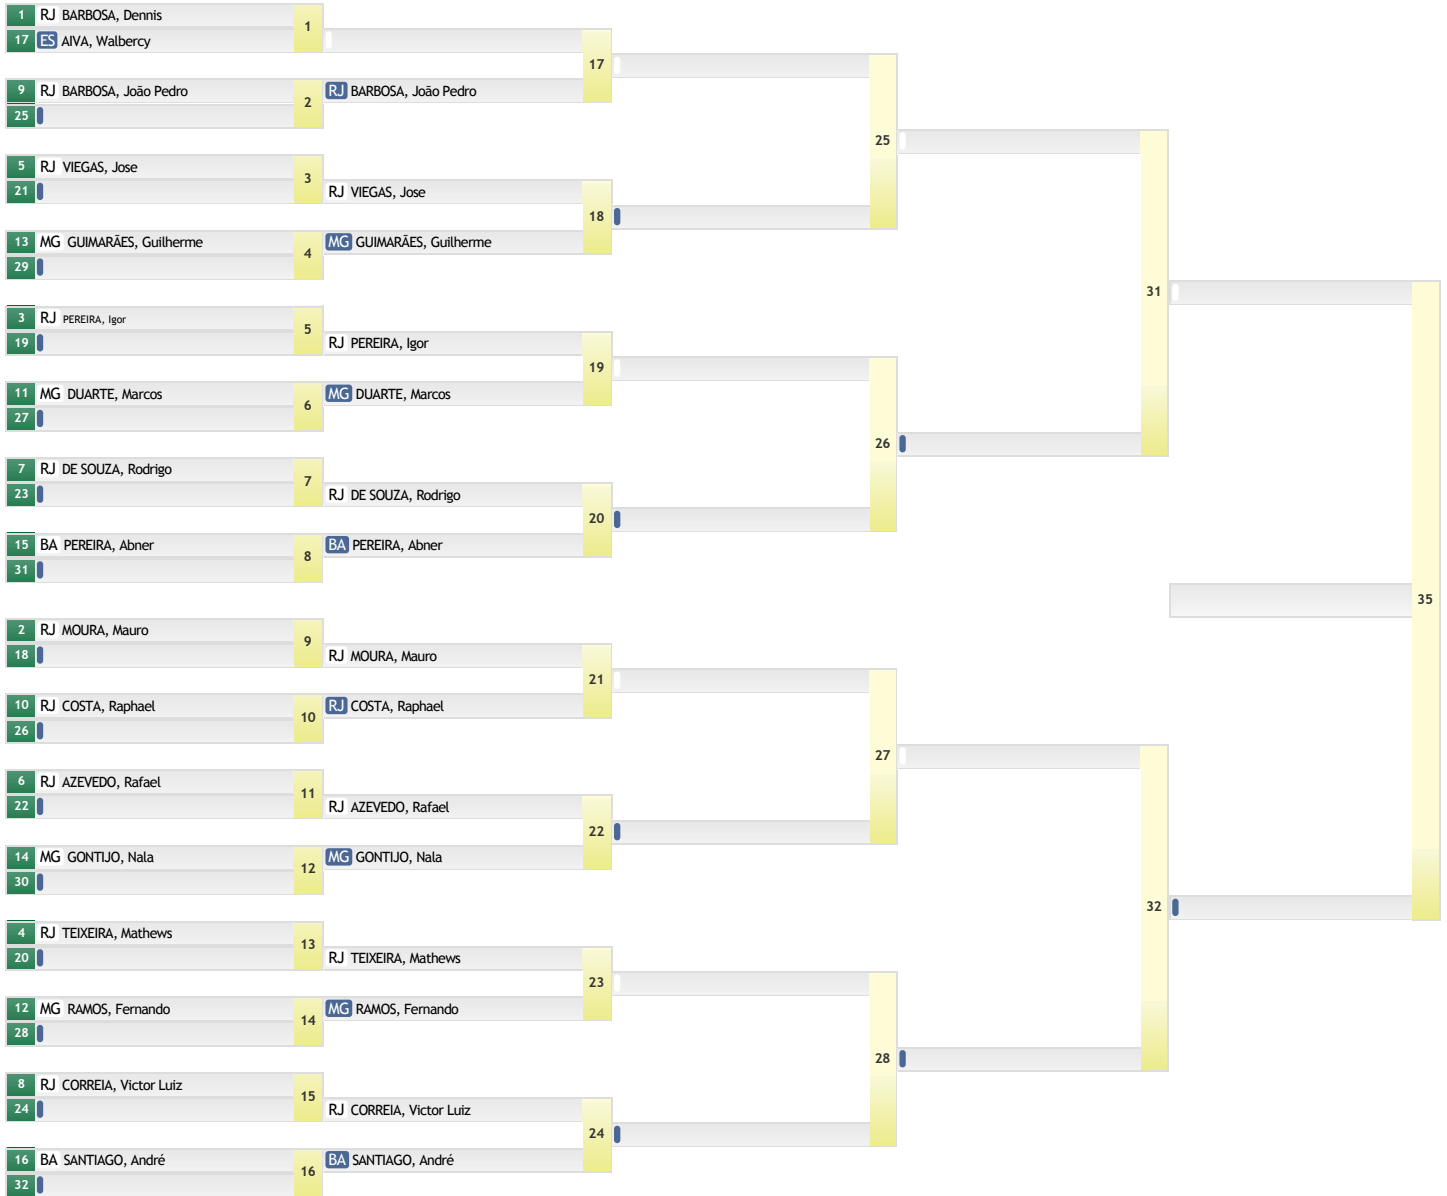 1 RJ BARBOSA, Dennis
1
17 ES AIVA, Walbercy
17
9 RJ BARBOSA, João Pedro
RJ BARBOSA, João Pedro
2
25
25
5 RJ VIEGAS, Jose
3
21
RJ VIEGAS, Jose
18
13 MG GUIMARÃES, Guilherme
MG GUIMARÃES, Guilherme
4
29
31
3 RJ PEREIRA, Igor
5
19
RJ PEREIRA, Igor
19
11 MG DUARTE, Marcos
MG DUARTE, Marcos
6
27
26
7 RJ DE SOUZA, Rodrigo
7
23
RJ DE SOUZA, Rodrigo
20
15 BA PEREIRA, Abner
BA PEREIRA, Abner
8
31
35
2 RJ MOURA, Mauro
9
18
RJ MOURA, Mauro
21
10 RJ COSTA, Raphael
RJ COSTA, Raphael
10
26
27
6 RJ AZEVEDO, Rafael
11
22
RJ AZEVEDO, Rafael
22
14 MG GONTIJO, Nala
MG GONTIJO, Nala
12
30
32
4 RJ TEIXEIRA, Mathews
13
20
RJ TEIXEIRA, Mathews
23
12 MG RAMOS, Fernando
MG RAMOS, Fernando
14
28
28
8 RJ CORREIA, Victor Luiz
15
24
RJ CORREIA, Victor Luiz
24
16 BA SANTIAGO, André
BA SANTIAGO, André
16
32